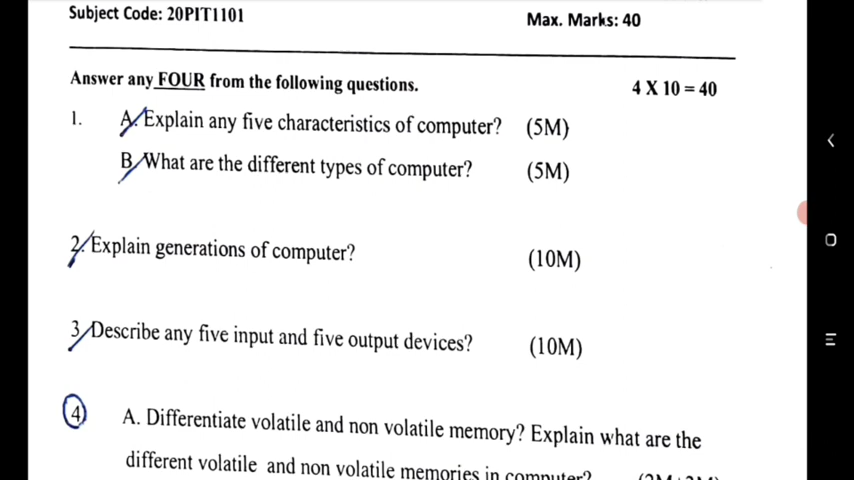 Subject Code: 20PIT1101
Max. Marks: 40
Answer any FOUR from the following questions.
4 X 10 = 40
1. A. Explain any five characteristics of computer? (5M)
B. What are the different types of computer? (5M)
2. Explain generations of computer? (10M)
3. Describe any five input and five output devices? (10M)
4 A. Differentiate volatile and non volatile memory? Explain what are the
different volatile and non volatile memories in computer?